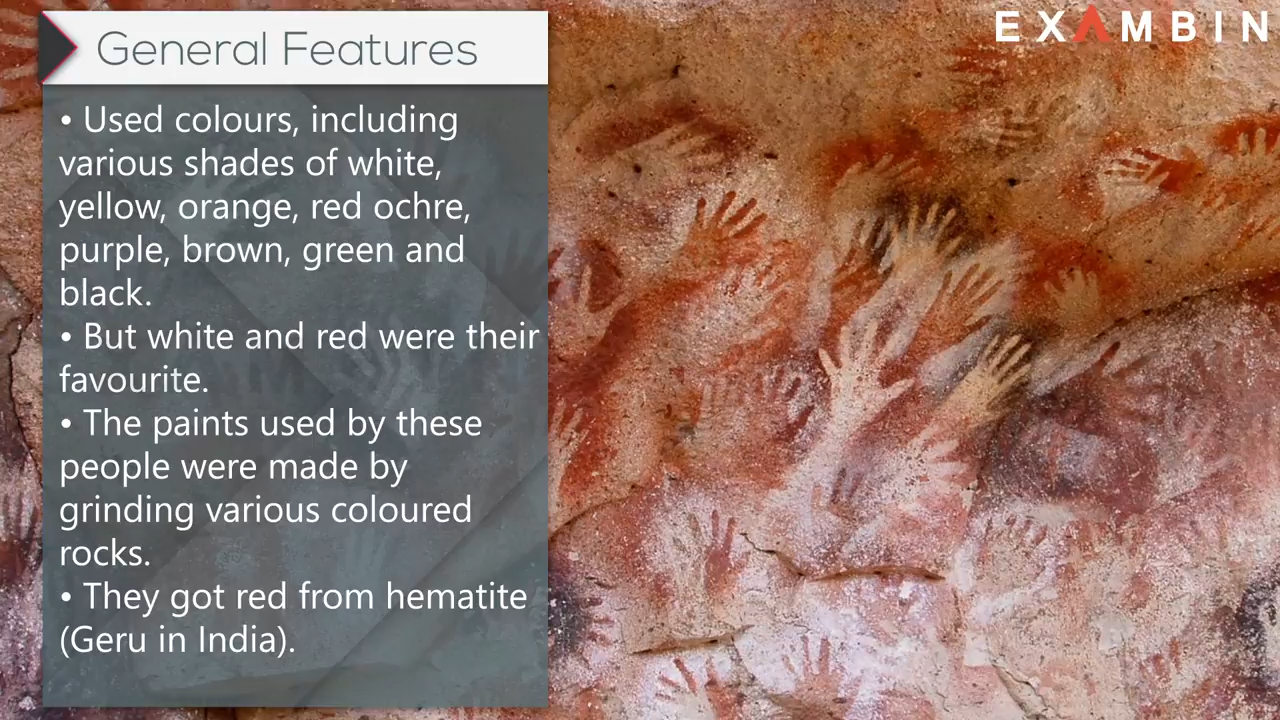 EXAMBIN
General Features
• Used colours, including
various shades of white,
yellow, orange, red ochre,
purple, brown, green and
black.
• But white and red were their
favourite.
• The paints used by these
people were made by
grinding various coloured
rocks.
• They got red from hematite
(Geru in India).